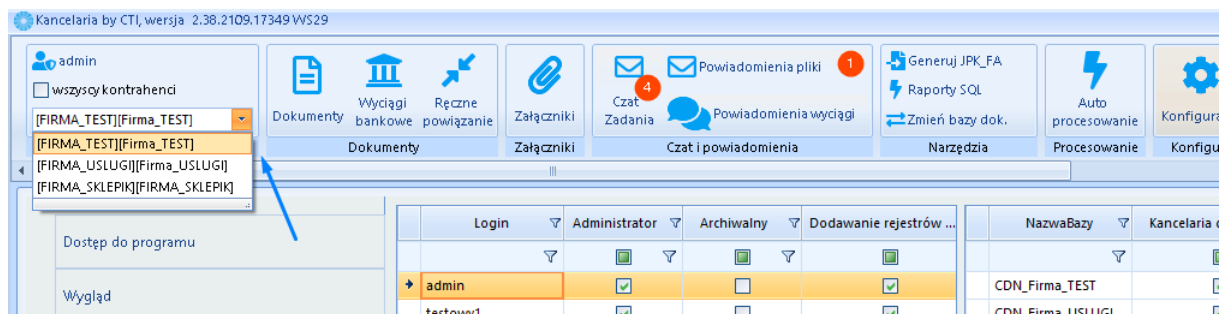 Kancelaria by CTI, wersja 2.38.2109.17349 WS29
admin
wszyscy kontrahenci
[FIRMA_TEST][Firma_TEST]
[FIRMA_TEST][Firma_TEST]
[FIRMA_USLUGI][Firma_USLUGI]
[FIRMA_SKLEPIK][FIRMA_SKLEPIK]
Dokumenty
Wyciągi bankowe
Ręczne powiązanie
Dokumenty
Załączniki
Załączniki
Czat Zadania
4
Powiadomienia pliki
1
Powiadomienia wyciągi
Czat i powiadomienia
Generuj JPK_FA
Raporty SQL
Zmień bazy dok.
Narzędzia
Auto procesowanie
Procesowanie
Konfigura
Konfigu
Dostęp do programu
Wygląd
Login Administrator Archiwalny Dodawanie rejestrów ...
admin
testowy1
NazwaBazy Kancelaria
CDN_Firma_TEST
CDN_Firma_USLUGI